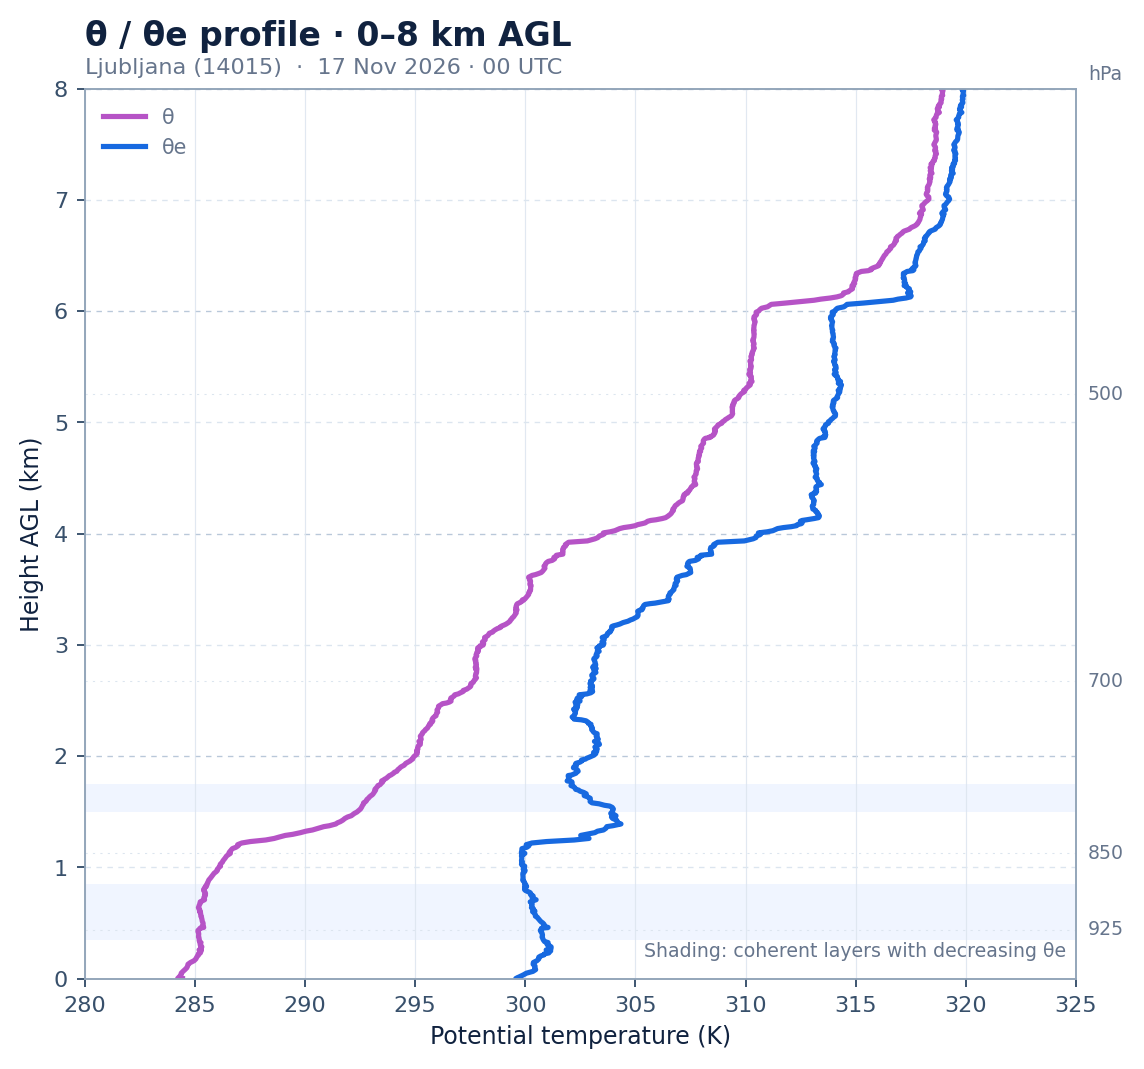 θ / θe profile · 0–8 km AGL
Ljubljana (14015) · 17 Nov 2026 · 00 UTC
hPa
8
θ
θe
7
6
500
5
4
3
700
2
850
1
925
Shading: coherent layers with decreasing θe
0
280 285 290 295 300 305 310 315 320 325
Potential temperature (K)
Height AGL (km)